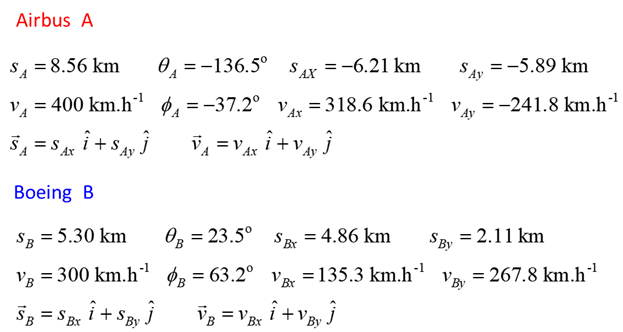 Airbus A
s_A = 8.56 km θ_A = −136.5° s_AX = −6.21 km s_Ay = −5.89 km
v_A = 400 km.h⁻¹ ϕ_A = −37.2° v_Ax = 318.6 km.h⁻¹ v_Ay = −241.8 km.h⁻¹
s⃗_A = s_Ax î + s_Ay ĵ v⃗_A = v_Ax î + v_Ay ĵ
Boeing B
s_B = 5.30 km θ_B = 23.5° s_Bx = 4.86 km s_By = 2.11 km
v_B = 300 km.h⁻¹ ϕ_B = 63.2° v_Bx = 135.3 km.h⁻¹ v_By = 267.8 km.h⁻¹
s⃗_B = s_Bx î + s_By ĵ v⃗_B = v_Bx î + v_By ĵ